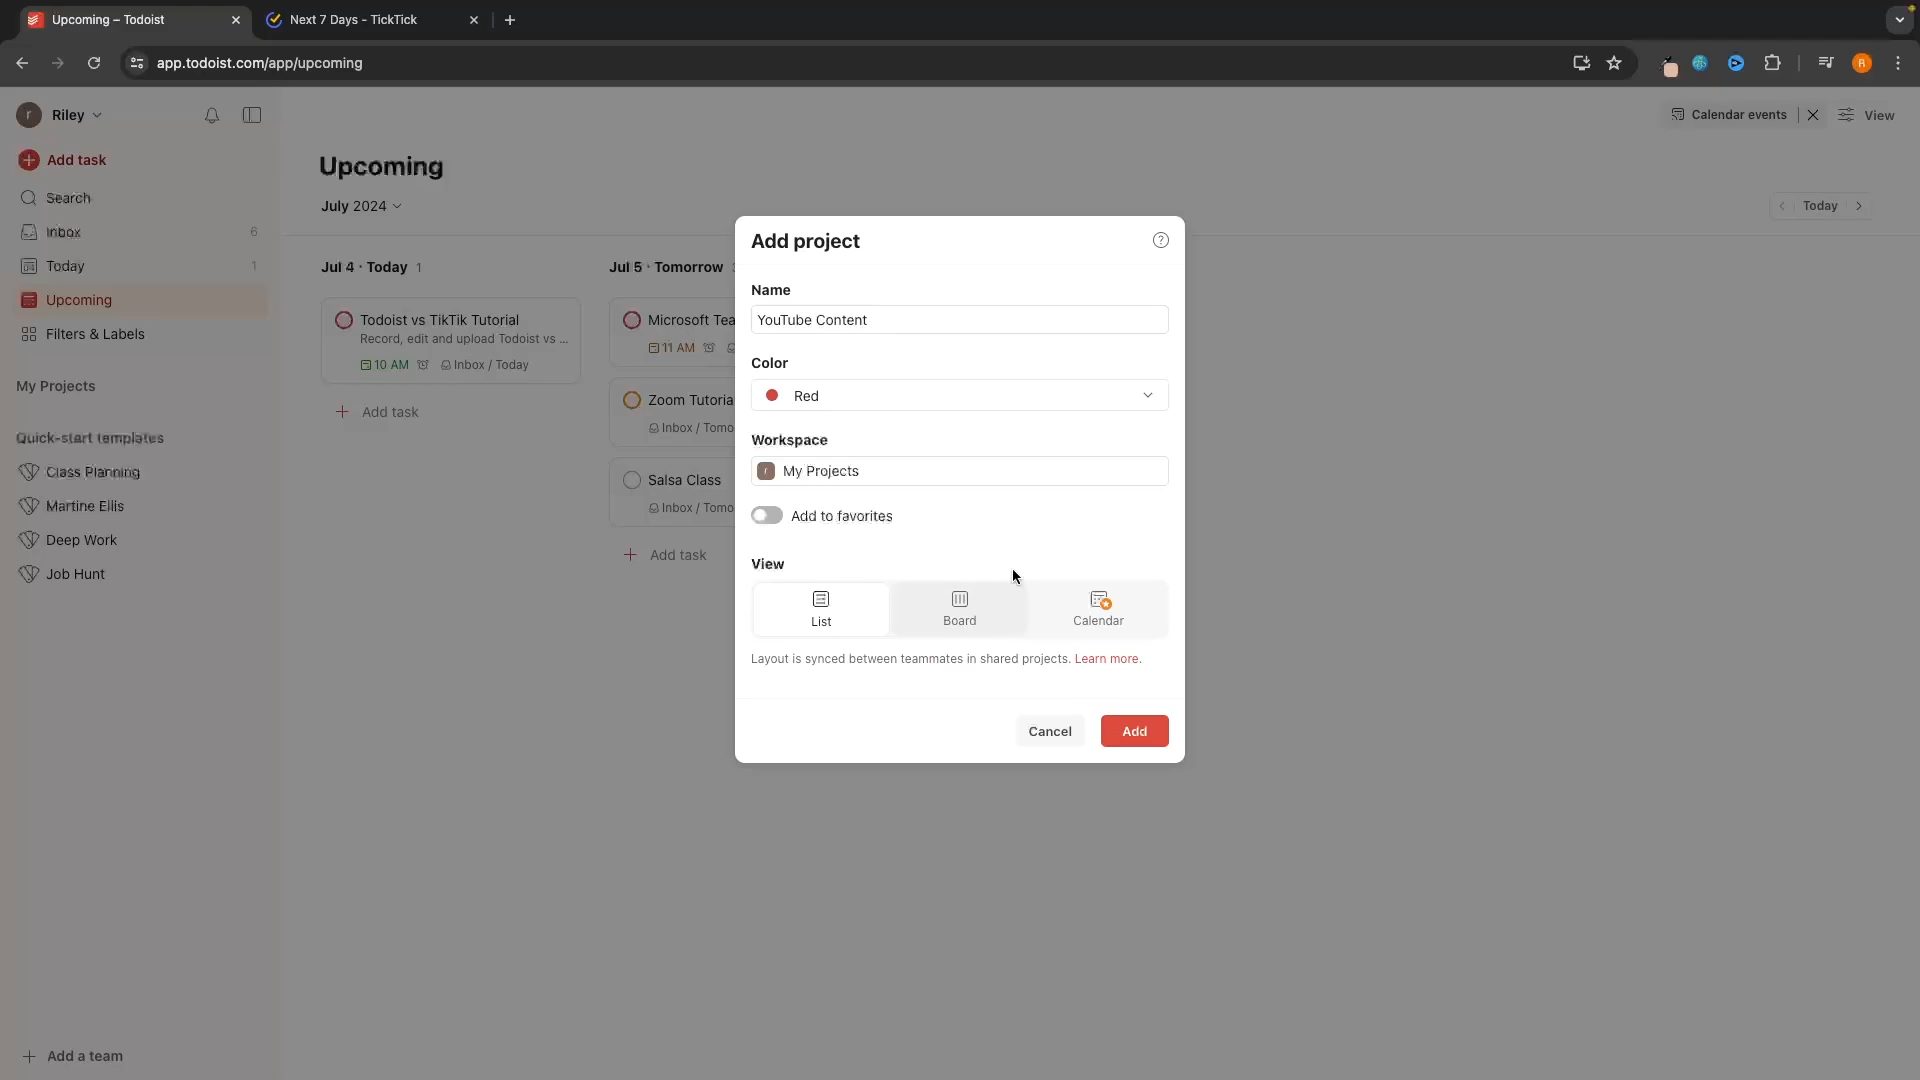 Upcoming – Todoist
Next 7 Days - TickTick
app.todoist.com/app/upcoming
R
r Riley
Calendar events
View
Add task
Search
Inbox 6
Today 1
Upcoming
Filters & Labels
My Projects
Quick-start templates
Class Planning
Martine Ellis
Deep Work
Job Hunt
Add a team
Upcoming
July 2024
Today
Jul 4 · Today 1
Todoist vs TikTik Tutorial
Record, edit and upload Todoist vs ...
10 AM Inbox / Today
Add task
Jul 5 · Tomorrow
Microsoft Tea
11 AM
Zoom Tutoria
Inbox / Tomo
Salsa Class
Inbox / Tomo
Add task
Add project
?
Name
YouTube Content
Color
Red
Workspace
r My Projects
Add to favorites
View
List
Board
Calendar
Layout is synced between teammates in shared projects. Learn more.
Cancel
Add